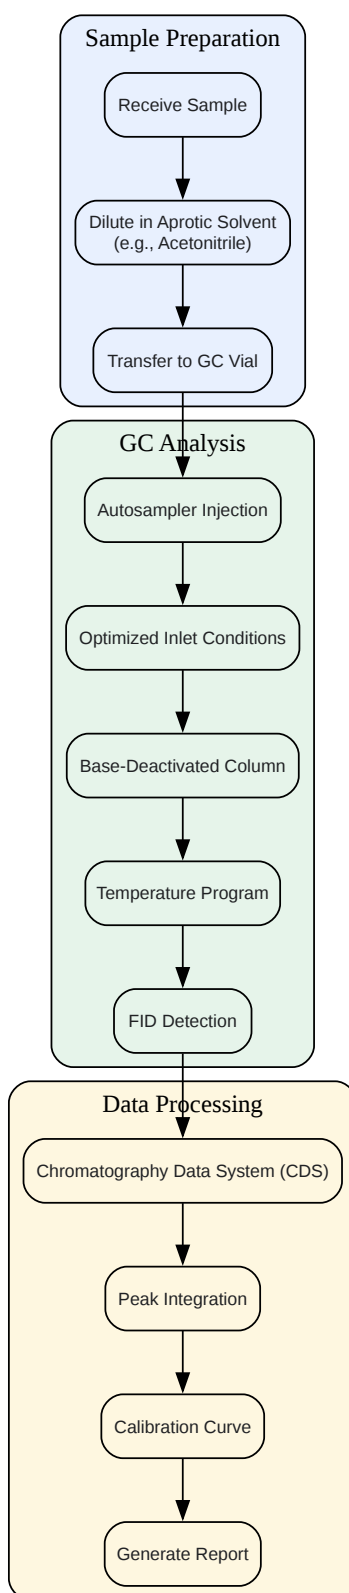 Sample Preparation
Receive Sample
Dilute in Aprotic Solvent
(e.g., Acetonitrile)
Transfer to GC Vial
GC Analysis
Autosampler Injection
Optimized Inlet Conditions
Base-Deactivated Column
Temperature Program
FID Detection
Data Processing
Chromatography Data System (CDS)
Peak Integration
Calibration Curve
Generate Report